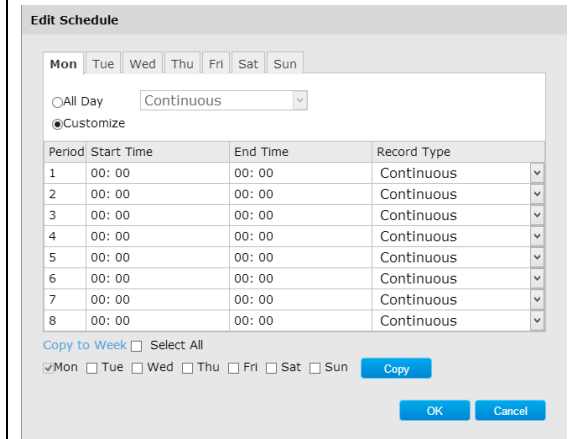 Edit Schedule
Mon Tue Wed Thu Fri Sat Sun
All Day Continuous
Customize
Period Start Time End Time Record Type
1 00: 00 00: 00 Continuous
2 00: 00 00: 00 Continuous
3 00: 00 00: 00 Continuous
4 00: 00 00: 00 Continuous
5 00: 00 00: 00 Continuous
6 00: 00 00: 00 Continuous
7 00: 00 00: 00 Continuous
8 00: 00 00: 00 Continuous
Copy to Week Select All
Mon Tue Wed Thu Fri Sat Sun Copy
OK Cancel